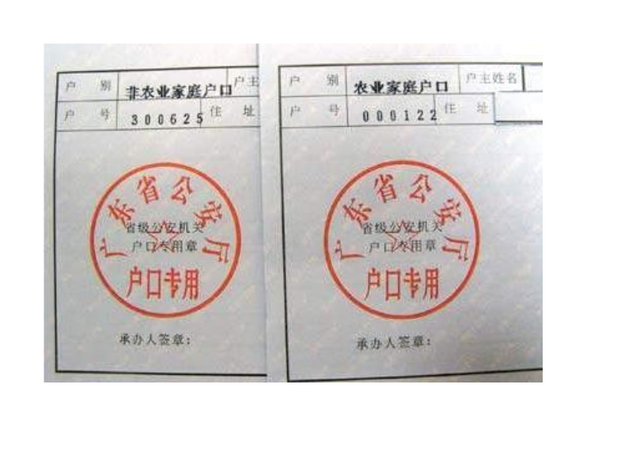 户 别 非农业家庭户口 户主
户 号 300625 住 址
广东省公安厅
省级公安机关
户口专用章
户口专用
承办人签章：
户 别 农业家庭户口 户主姓名
户 号 000122 住 址
广东省公安厅
省级公安机关
户口专用章
户口专用
承办人签章：